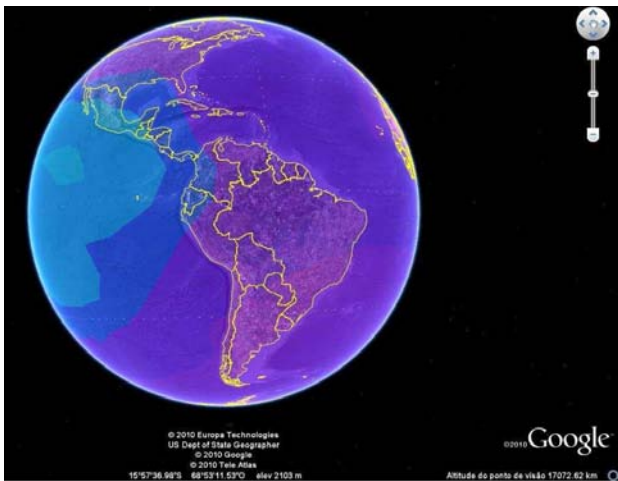 © 2010 Europa Technologies
US Dept of State Geographer
© 2010 Google
© 2010 Tele Atlas
©2010 Google
15°57'36.98"S 68°53'11.53"O elev 2103 m
Altitude do ponto de visão 17072.62 km